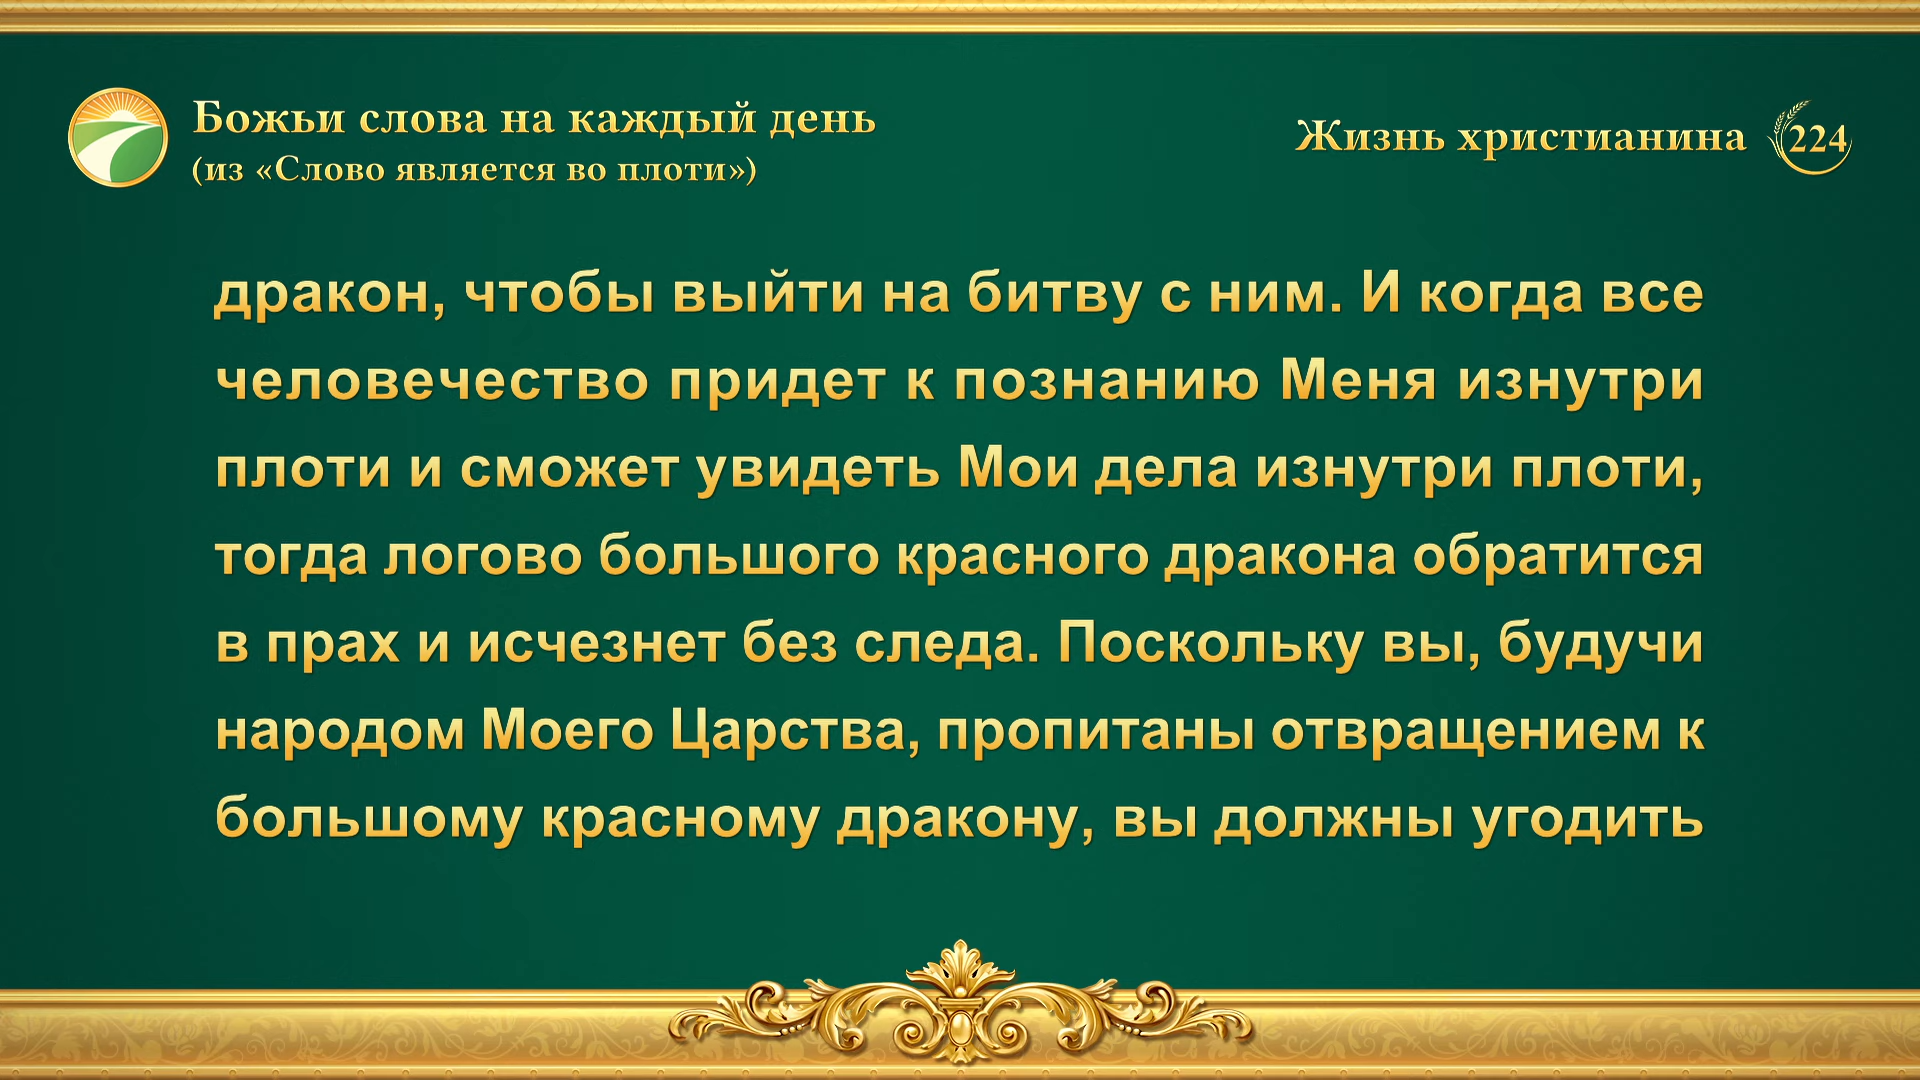 Божьи слова на каждый день
(из «Слово является во плоти»)
Жизнь христианина 224
дракон, чтобы выйти на битву с ним. И когда все
человечество придет к познанию Меня изнутри
плоти и сможет увидеть Мои дела изнутри плоти,
тогда логово большого красного дракона обратится
в прах и исчезнет без следа. Поскольку вы, будучи
народом Моего Царства, пропитаны отвращением к
большому красному дракону, вы должны угодить